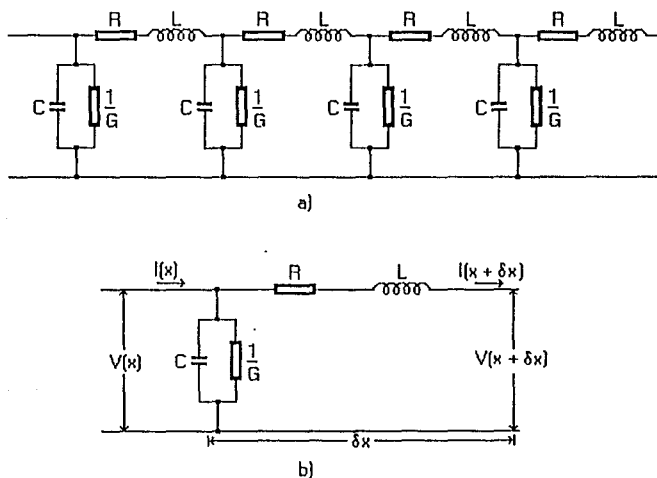 R L R L R L R L
C 1/G C 1/G C 1/G C 1/G
a)
I(x) R L I(x + δx)
V(x) C 1/G V(x + δx)
δx
b)